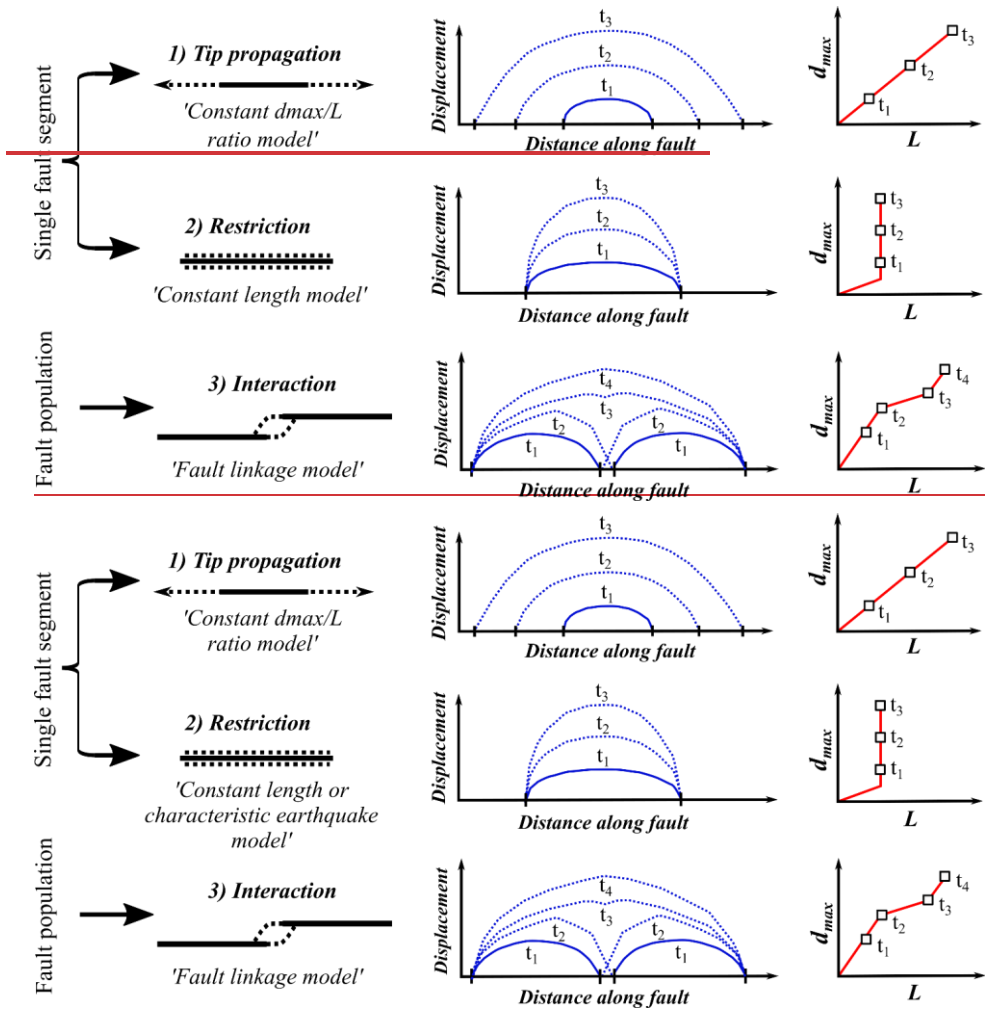 Single fault segment
1) Tip propagation
'Constant dmax/L
ratio model'
Displacement
t3
t2
t1
Distance along fault
dmax
t3
t2
t1
L
2) Restriction
'Constant length model'
Displacement
t3
t2
t1
Distance along fault
dmax
t3
t2
t1
L
Fault population
3) Interaction
'Fault linkage model'
Displacement
t4
t3
t2
t2
t1
t1
Distance along fault
dmax
t4
t3
t2
t1
L
Single fault segment
1) Tip propagation
'Constant dmax/L
ratio model'
Displacement
t3
t2
t1
Distance along fault
dmax
t3
t2
t1
L
2) Restriction
'Constant length or
characteristic earthquake
model'
Displacement
t3
t2
t1
Distance along fault
dmax
t3
t2
t1
L
Fault population
3) Interaction
'Fault linkage model'
Displacement
t4
t3
t2
t2
t1
t1
Distance along fault
dmax
t4
t3
t2
t1
L